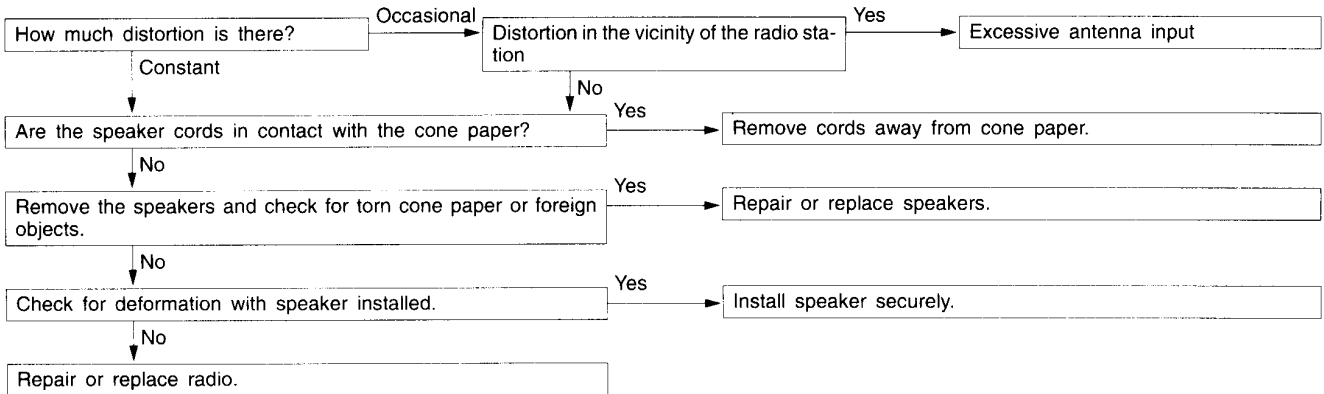 How much distortion is there?
Occasional
Distortion in the vicinity of the radio sta-
tion
Yes
Excessive antenna input
Constant
No
Are the speaker cords in contact with the cone paper?
Yes
Remove cords away from cone paper.
No
Remove the speakers and check for torn cone paper or foreign
objects.
Yes
Repair or replace speakers.
No
Check for deformation with speaker installed.
Yes
Install speaker securely.
No
Repair or replace radio.